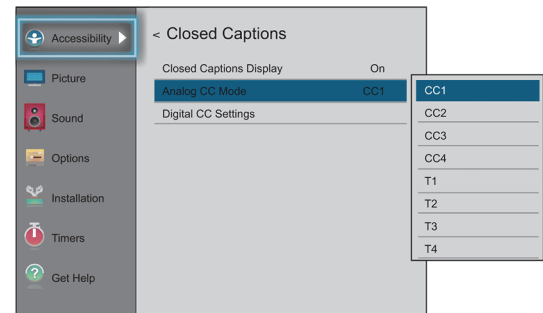 Accessibility
Picture
Sound
Options
Installation
Timers
Get Help
< Closed Captions
Closed Captions Display On
Analog CC Mode CC1
Digital CC Settings
CC1
CC2
CC3
CC4
T1
T2
T3
T4